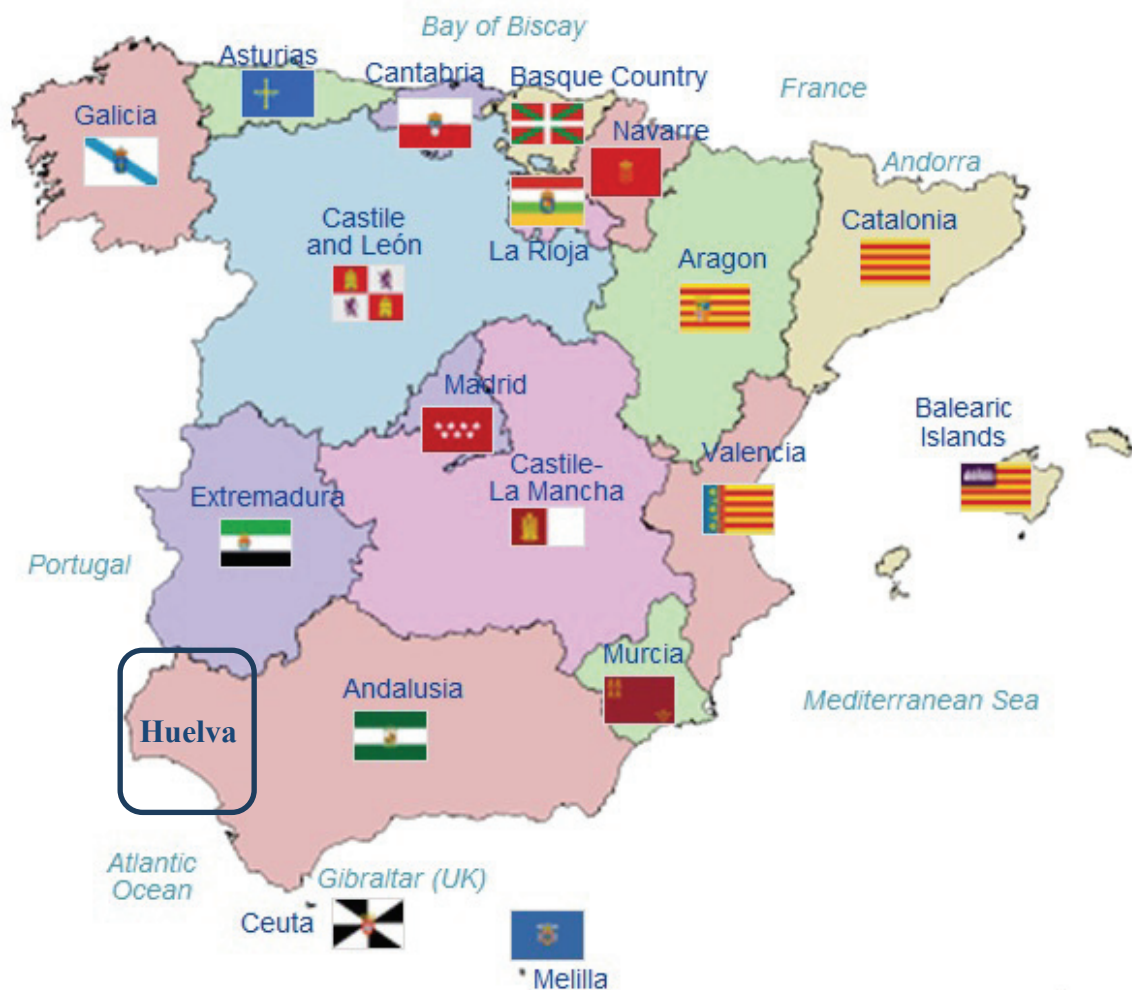 Bay of Biscay
Asturias
Cantabria
Basque Country
France
Galicia
Navarre
Andorra
Castile
and León
La Rioja
Aragon
Catalonia
Madrid
Balearic
Islands
Valencia
Castile-
La Mancha
Extremadura
Portugal
Murcia
Andalusia
Mediterranean Sea
Huelva
Atlantic
Ocean
Gibraltar (UK)
Ceuta
Melilla